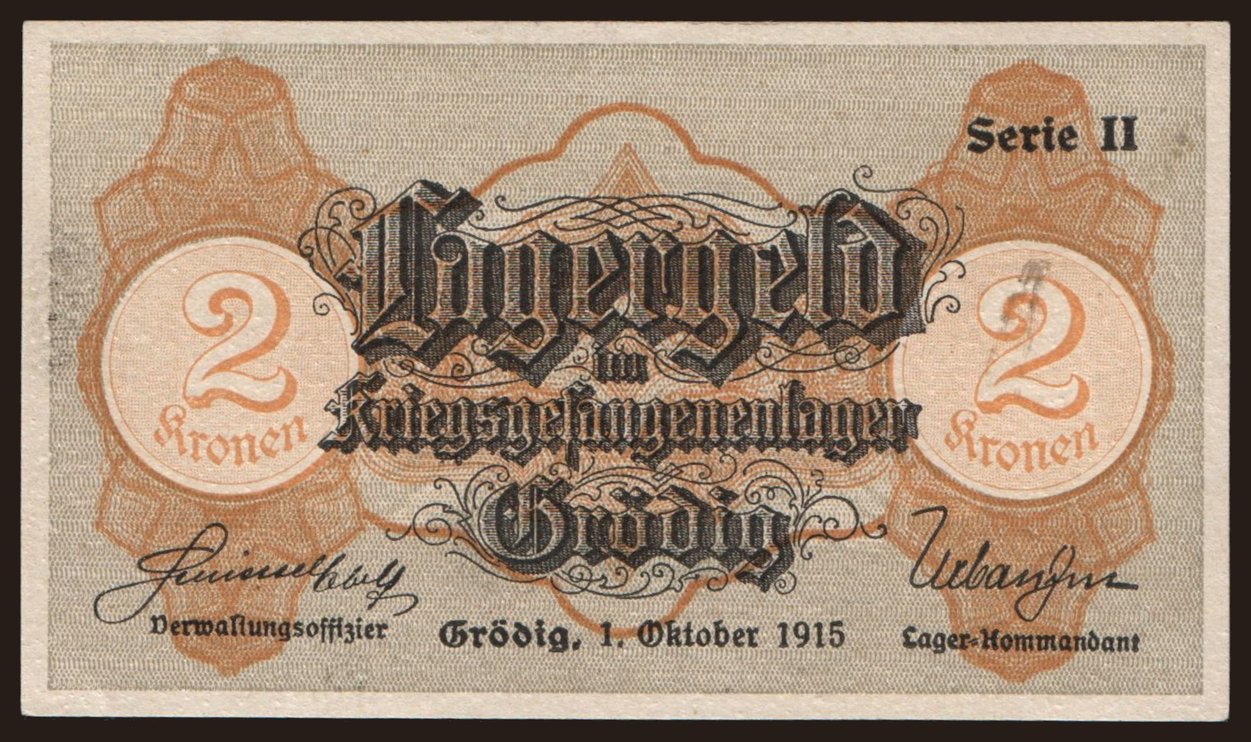 Serie II
Lagergeld
im
Kriegsgefangenenlager
Grödig
2
Kronen
2
Kronen
Verwaltungsoffizier
Grödig, 1. Oktober 1915
Lager-Kommandant